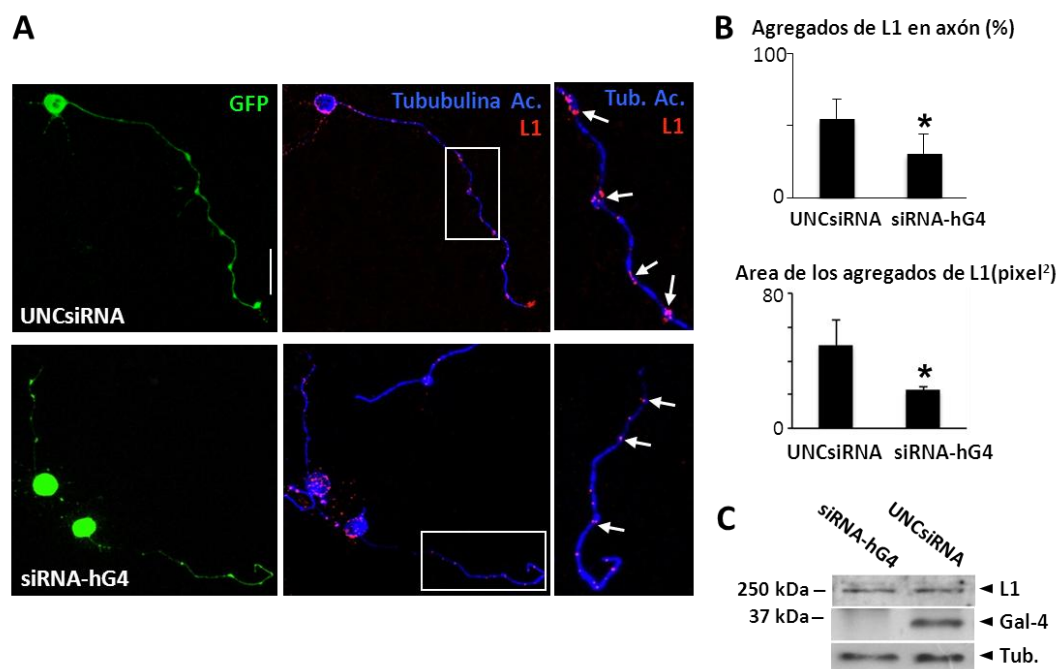 A
GFP
Tububulina Ac.
L1
Tub. Ac.
L1
UNCsiRNA
siRNA-hG4
B
Agregados de L1 en axón (%)
100
*
0
UNCsiRNA siRNA-hG4
Area de los agregados de L1(pixel²)
80
*
0
UNCsiRNA siRNA-hG4
C
siRNA-hG4 UNCsiRNA
250 kDa – ◄ L1
37 kDa – ◄ Gal-4
◄ Tub.